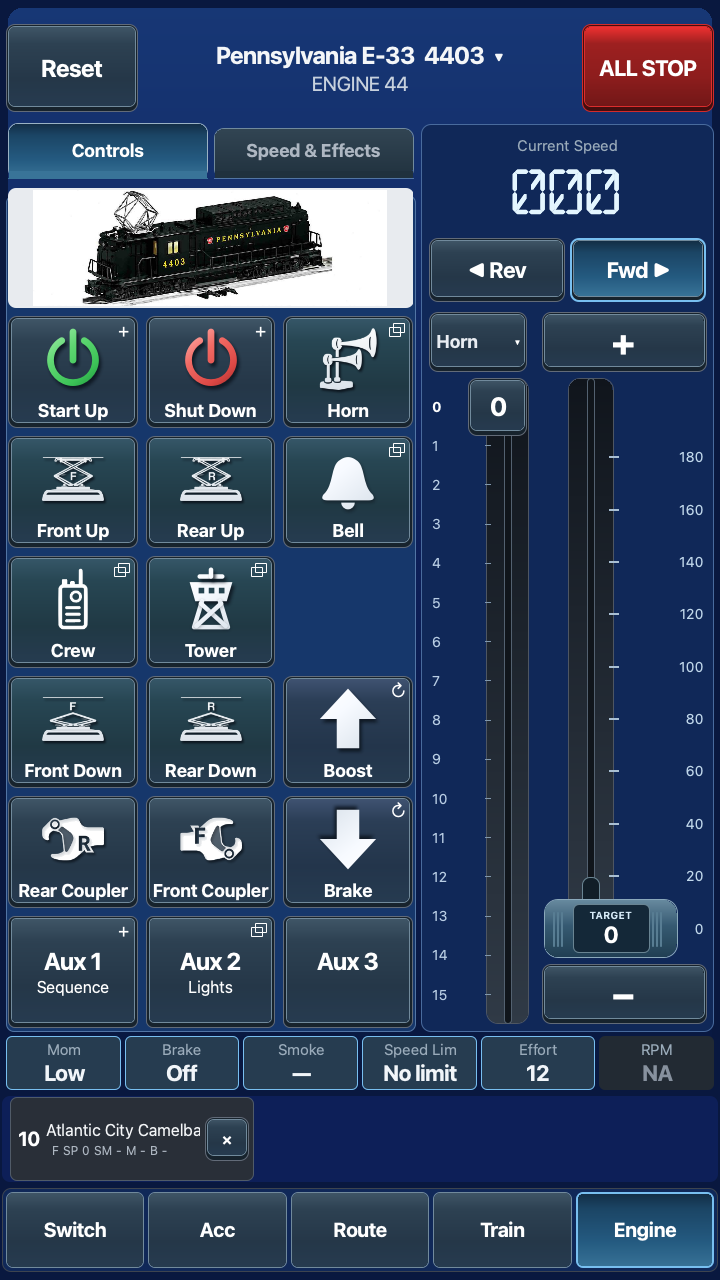 Reset
Pennsylvania E-33 4403 ▾
ENGINE 44
ALL STOP
Controls
Speed & Effects
Current Speed
000
PENNSYLVANIA
4403
◀ Rev
Fwd ▶
Horn
+
Start Up
+
Shut Down
+
Horn
0
0
1
2
3
4
5
6
7
8
9
10
11
12
13
14
15
180
160
140
120
100
80
60
40
20
0
TARGET
0
−
F
Front Up
R
Rear Up
Bell
Crew
Tower
F
Front Down
R
Rear Down
Boost
R
Rear Coupler
F
Front Coupler
Brake
+
Aux 1
Sequence
Aux 2
Lights
Aux 3
Mom
Low
Brake
Off
Smoke
—
Speed Lim
No limit
Effort
12
RPM
NA
10
Atlantic City Camelba
F SP 0 SM - M - B -
×
Switch
Acc
Route
Train
Engine